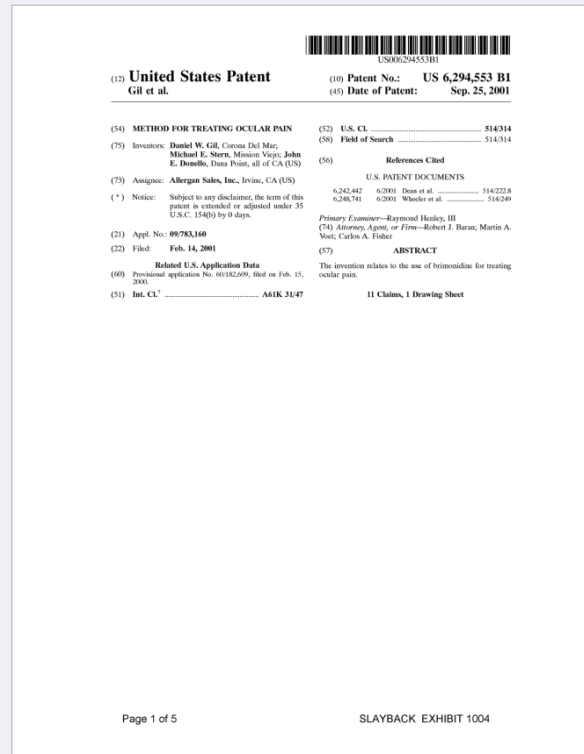 US006294553B1
(12) United States Patent
Gil et al.
(10) Patent No.: US 6,294,553 B1
(45) Date of Patent: Sep. 25, 2001
(54) METHOD FOR TREATING OCULAR PAIN
(75) Inventors: Daniel W. Gil, Corona Del Mar;
Michael E. Stern, Mission Viejo; John
E. Donello, Dana Point, all of CA (US)
(73) Assignee: Allergan Sales, Inc., Irvine, CA (US)
( * ) Notice: Subject to any disclaimer, the term of this
patent is extended or adjusted under 35
U.S.C. 154(b) by 0 days.
(21) Appl. No.: 09/783,160
(22) Filed: Feb. 14, 2001
Related U.S. Application Data
(60) Provisional application No. 60/182,609, filed on Feb. 15,
2000.
(51) Int. Cl.7 ................................ A61K 31/47
(52) U.S. Cl. ................................ 514/314
(58) Field of Search ........................ 514/314
(56) References Cited
U.S. PATENT DOCUMENTS
6,242,442 6/2001 Dean et al. .............. 514/222.8
6,248,741 6/2001 Wheeler et al. ............ 514/249
Primary Examiner—Raymond Henley, III
(74) Attorney, Agent, or Firm—Robert J. Baran; Martin A.
Voet; Carlos A. Fisher
(57) ABSTRACT
The invention relates to the use of brimonidine for treating
ocular pain.
11 Claims, 1 Drawing Sheet
Page 1 of 5
SLAYBACK EXHIBIT 1004